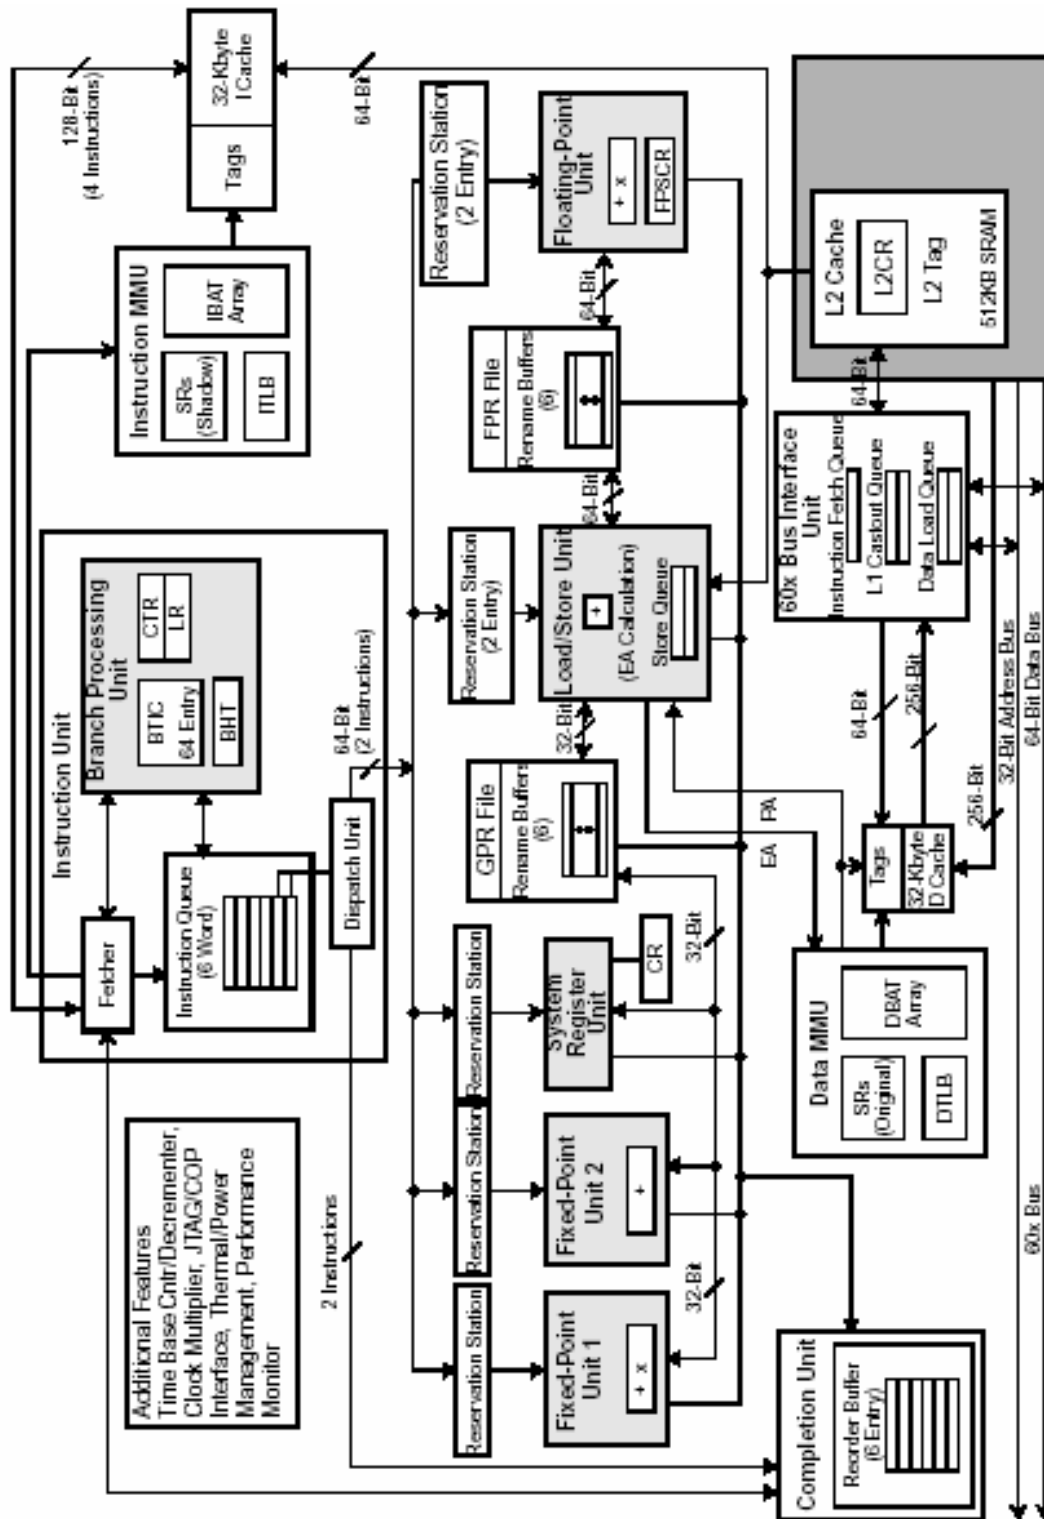 Additional Features
Time Base Cntr/Decrementer,
Clock Multiplier, JTAG/COP
Interface, Thermal/Power
Management, Performance
Monitor
Instruction Unit
Fetcher
Branch Processing
Unit
BTIC
64 Entry
CTR
LR
BHT
Instruction Queue
(6 Word)
Dispatch Unit
64-Bit
(2 Instructions)
2 Instructions
Instruction MMU
SRs
(Shadow)
IBAT
Array
ITLB
128-Bit
(4 Instructions)
Tags
32-Kbyte
I Cache
64-Bit
Reservation Station
Reservation Station
Reservation Station
Reservation Station
(2 Entry)
Reservation Station
(2 Entry)
Fixed-Point
Unit 1
+ x
Fixed-Point
Unit 2
+
System
Register
Unit
CR
32-Bit
32-Bit
GPR File
Rename Buffers
(6)
32-Bit
Load/Store Unit
+
(EA Calculation)
Store Queue
64-Bit
FPR File
Rename Buffers
(6)
64-Bit
Floating-Point
Unit
+ x
FPSCR
EA
PA
Completion Unit
Reorder Buffer
(6 Entry)
Data MMU
SRs
(Original)
DBAT
Array
DTLB
Tags
32-Kbyte
D Cache
64-Bit
256-Bit
256-Bit
60x Bus Interface
Unit
Instruction Fetch Queue
L1 Castout Queue
Data Load Queue
64-Bit
L2 Cache
L2CR
L2 Tag
512KB SRAM
32-Bit Address Bus
64-Bit Data Bus
60x Bus